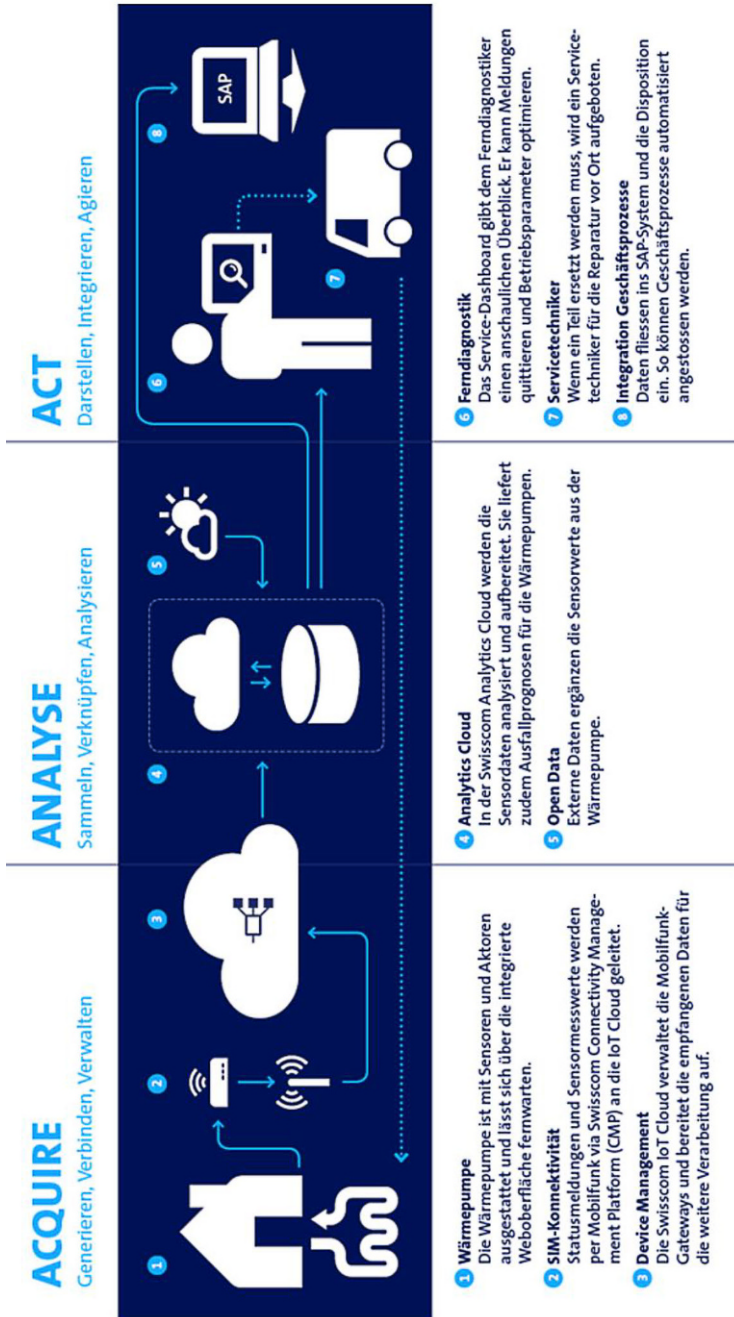 ACQUIRE
Generieren, Verbinden, Verwalten
ANALYSE
Sammeln, Verknüpfen, Analysieren
ACT
Darstellen, Integrieren, Agieren
1
2
3
4
5
6
7
8
SAP
1 Wärmepumpe
Die Wärmepumpe ist mit Sensoren und Aktoren
ausgestattet und lässt sich über die integrierte
Weboberfläche fernwarten.
2 SIM-Konnektivität
Statusmeldungen und Sensormesswerte werden
per Mobilfunk via Swisscom Connectivity Manage-
ment Platform (CMP) an die IoT Cloud geleitet.
3 Device Management
Die Swisscom IoT Cloud verwaltet die Mobilfunk-
Gateways und bereitet die empfangenen Daten für
die weitere Verarbeitung auf.
4 Analytics Cloud
In der Swisscom Analytics Cloud werden die
Sensordaten analysiert und aufbereitet. Sie liefert
zudem Ausfallprognosen für die Wärmepumpen.
5 Open Data
Externe Daten ergänzen die Sensorwerte aus der
Wärmepumpe.
6 Ferndiagnostik
Das Service-Dashboard gibt dem Ferndiagnostiker
einen anschaulichen Überblick. Er kann Meldungen
quittieren und Betriebsparameter optimieren.
7 Servicetechniker
Wenn ein Teil ersetzt werden muss, wird ein Service-
techniker für die Reparatur vor Ort aufgeboten.
8 Integration Geschäftsprozesse
Daten fliessen ins SAP-System und die Disposition
ein. So können Geschäftsprozesse automatisiert
angestossen werden.